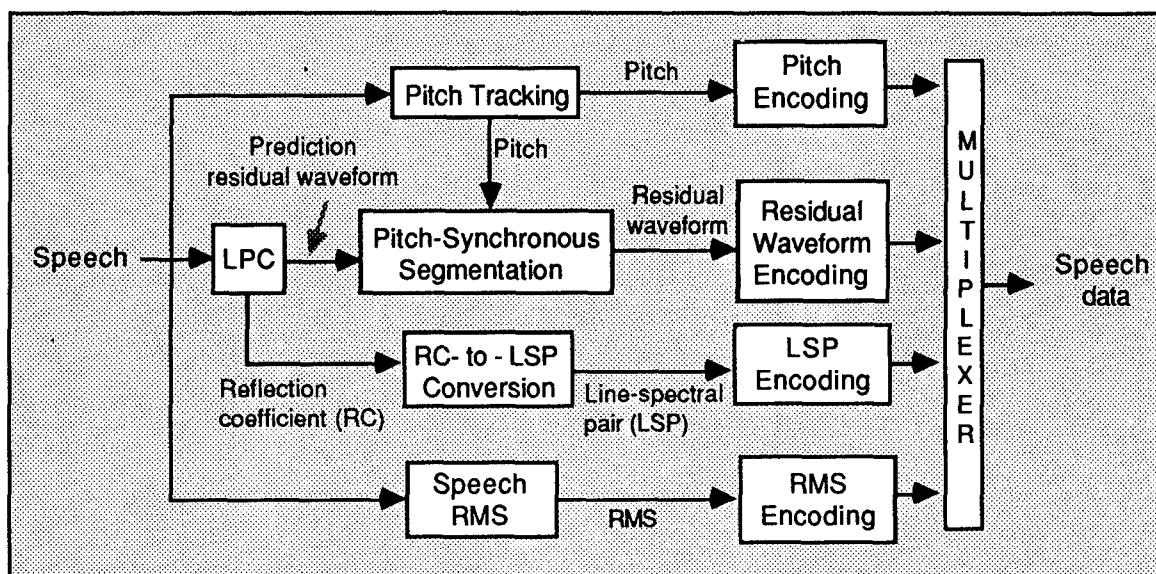 Pitch Tracking
Pitch
Pitch
Encoding
Pitch
Prediction
residual waveform
Speech
LPC
Pitch-Synchronous
Segmentation
Residual
waveform
Residual
Waveform
Encoding
Reflection
coefficient (RC)
RC- to - LSP
Conversion
Line-spectral
pair (LSP)
LSP
Encoding
Speech
RMS
RMS
RMS
Encoding
MULTIPLEXER
Speech
data